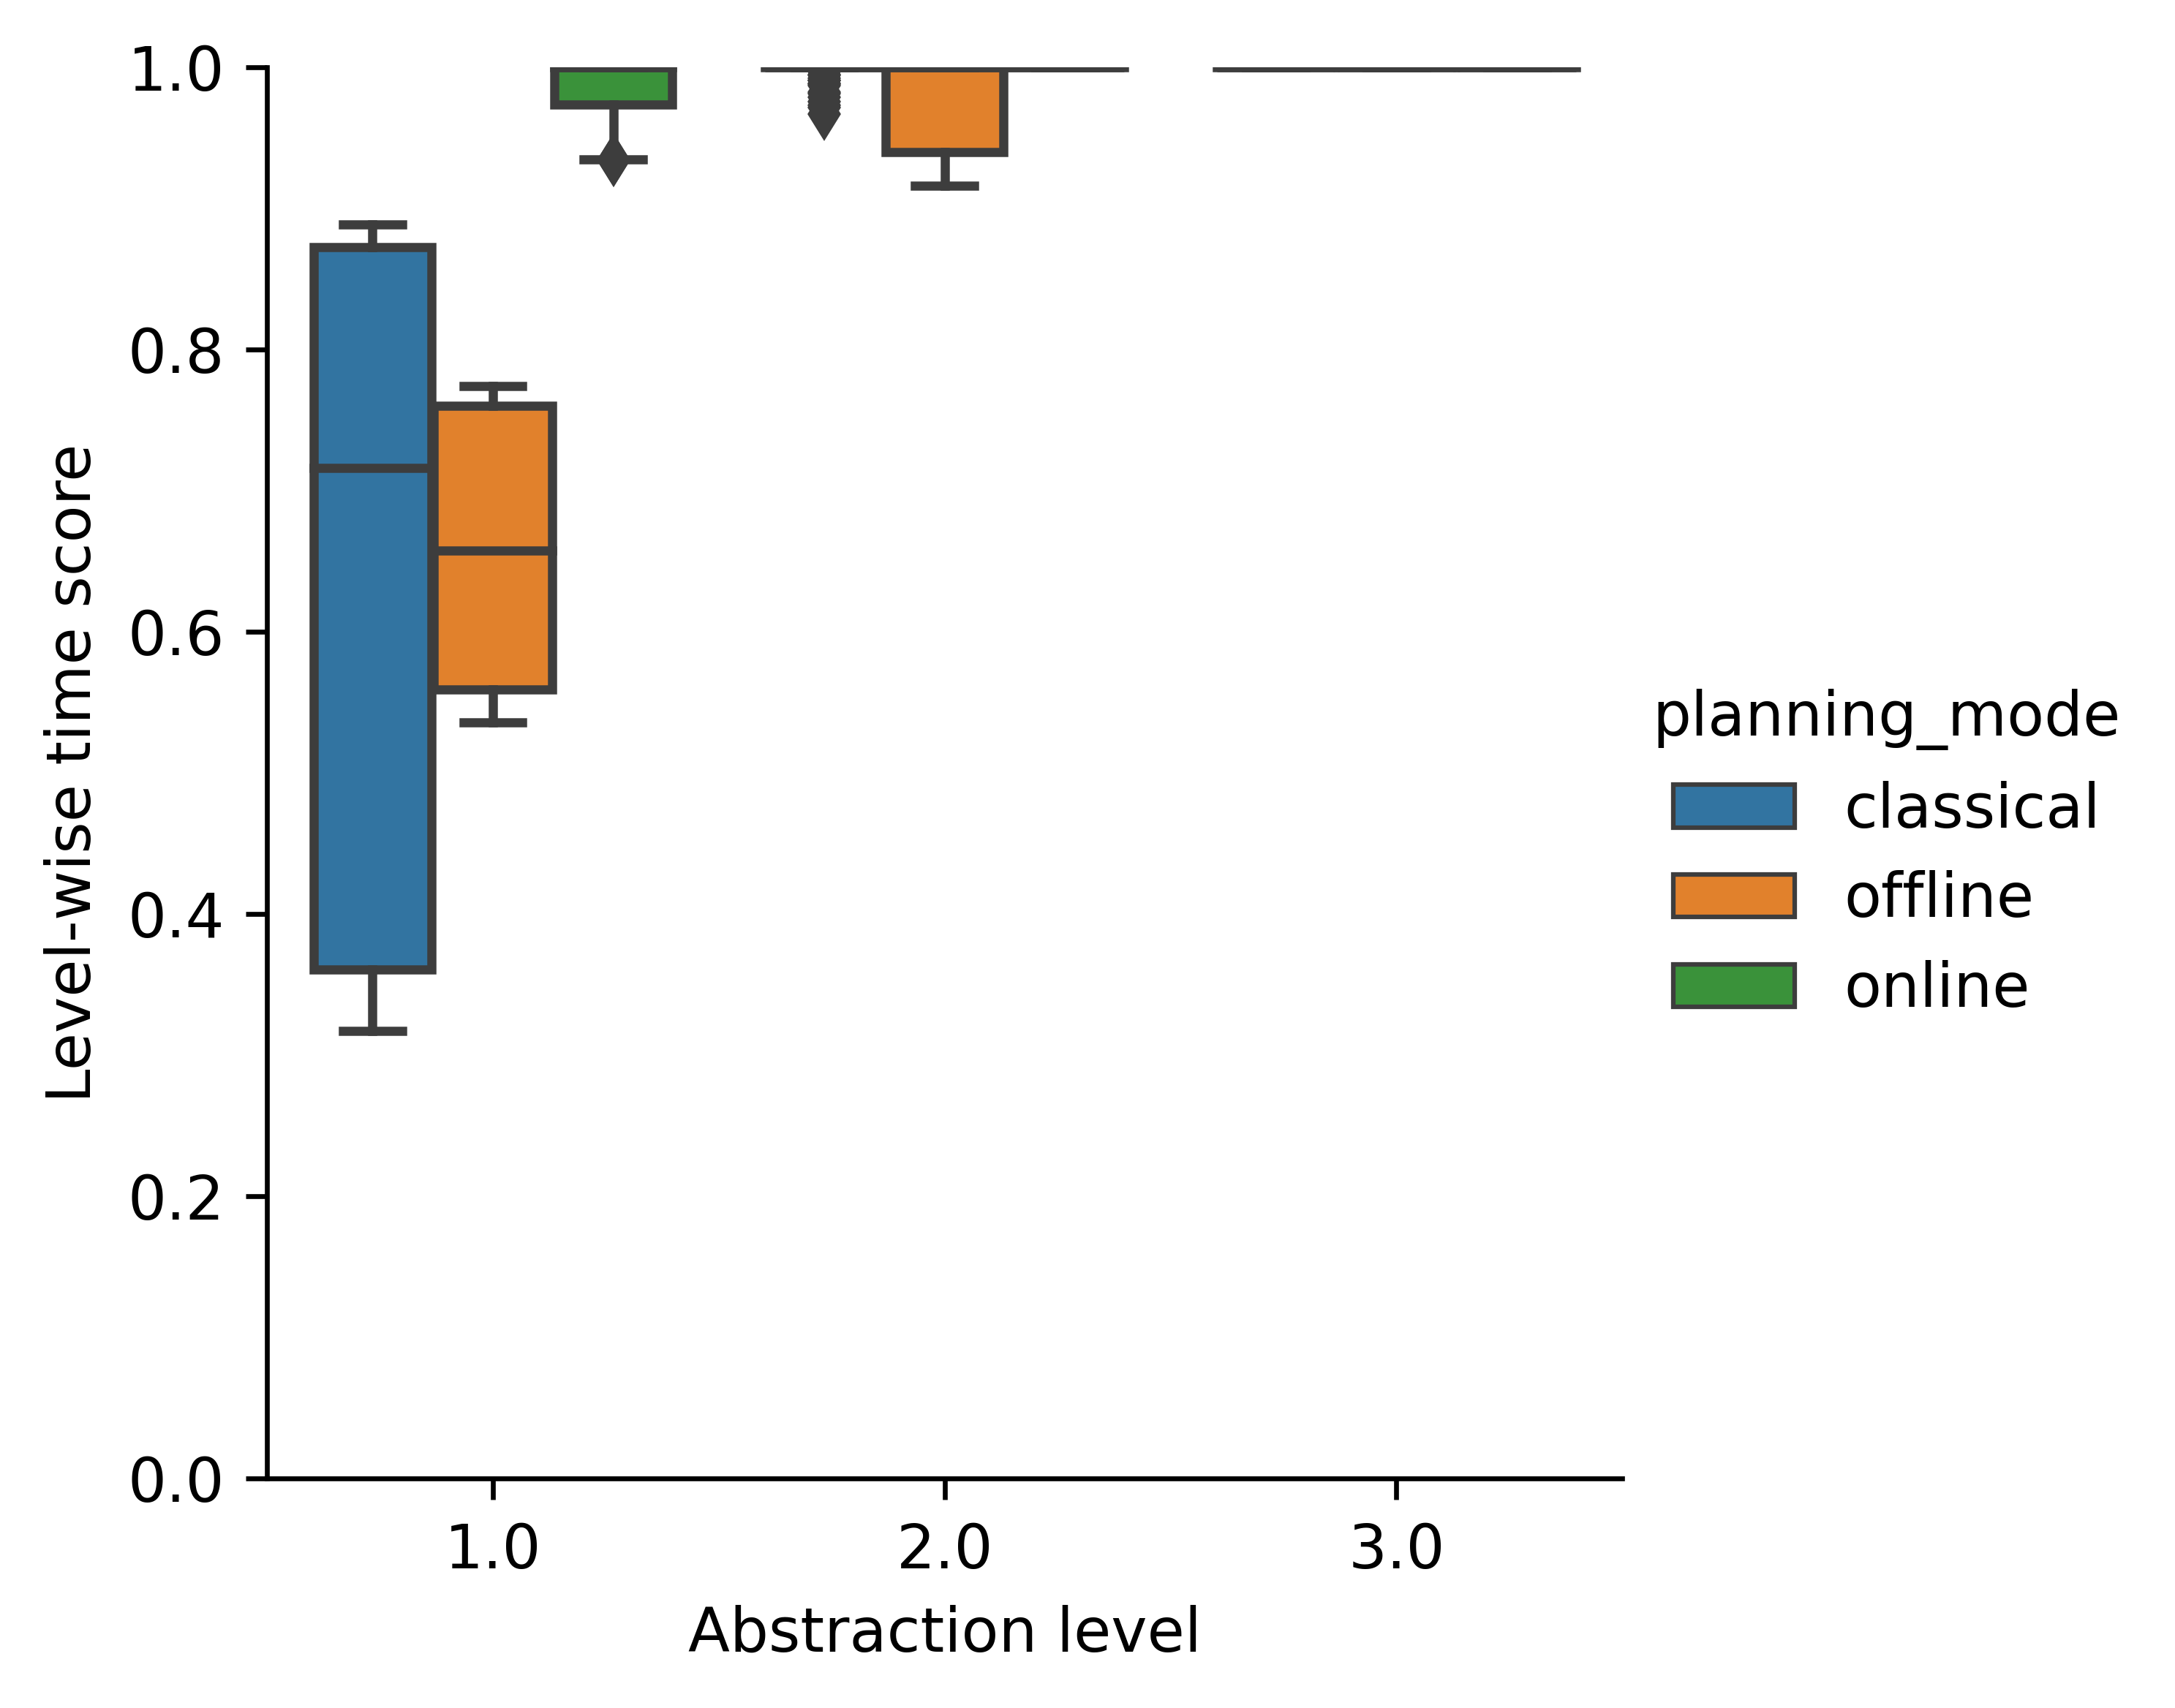 1.0
0.8
0.6
0.4
0.2
0.0
Level-wise time score
1.0 2.0 3.0
Abstraction level
planning_mode
classical
offline
online